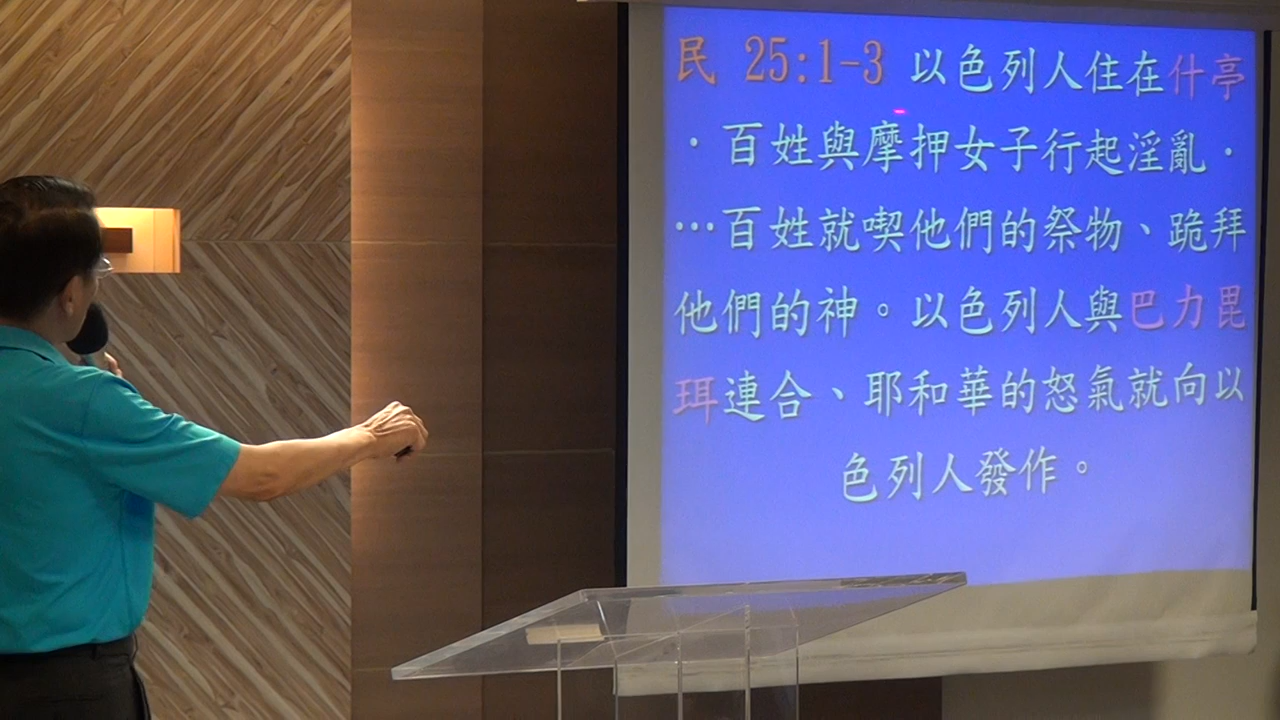 民 25:1-3 以色列人住在什亭
．百姓與摩押女子行起淫亂．
…百姓就喫他們的祭物、跪拜
他們的神。以色列人與巴力毘
珥連合、耶和華的怒氣就向以
色列人發作。